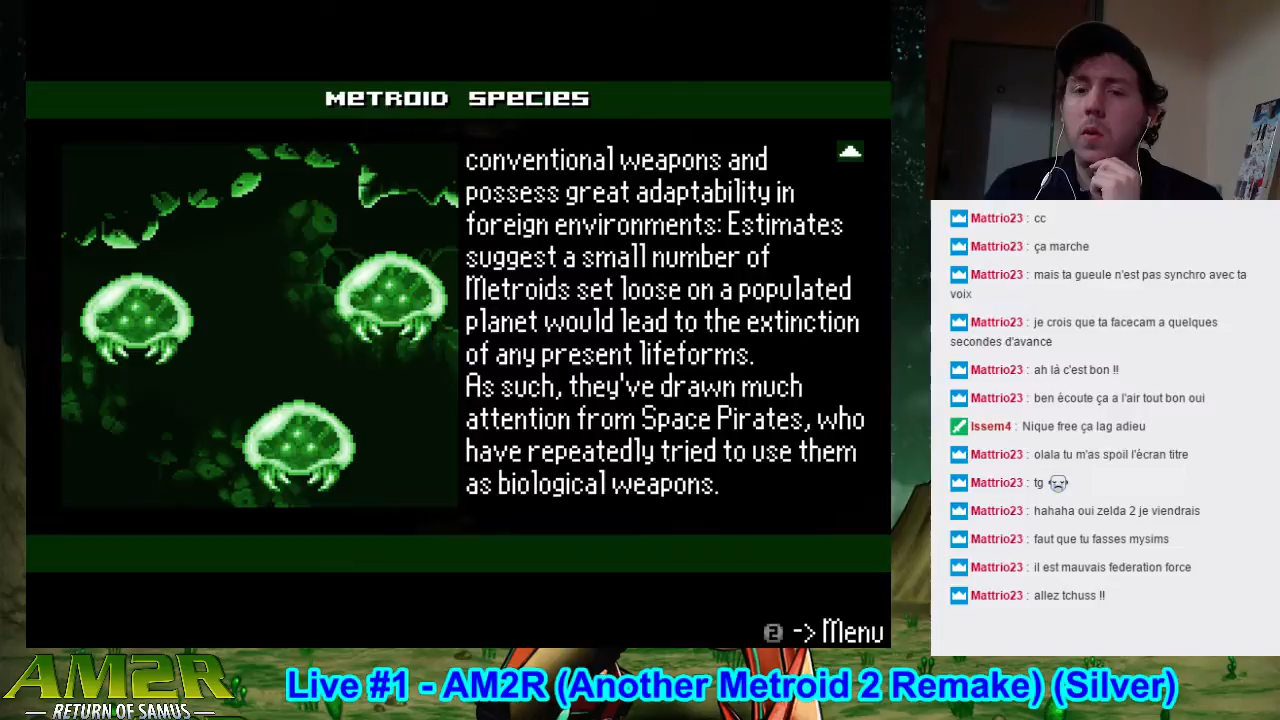 METROID SPECIES
conventional weapons and
possess great adaptability in
foreign environments: Estimates
suggest a small number of
Metroids set loose on a populated
planet would lead to the extinction
of any present lifeforms.
As such, they've drawn much
attention from Space Pirates, who
have repeatedly tried to use them
as biological weapons.
2 -> Menu
Mattrio23 : cc
Mattrio23 : ça marche
Mattrio23 : mais ta gueule n'est pas synchro avec ta
voix
Mattrio23 : je crois que ta facecam a quelques
secondes d'avance
Mattrio23 : ah là c'est bon !!
Mattrio23 : ben écoute ça a l'air tout bon oui
Issem4 : Nique free ça lag adieu
Mattrio23 : olala tu m'as spoil l'écran titre
Mattrio23 : tg
Mattrio23 : hahaha oui zelda 2 je viendrais
Mattrio23 : faut que tu fasses mysims
Mattrio23 : il est mauvais federation force
Mattrio23 : allez tchuss !!
AM2R
RETURN OF SAMUS
Live #1 - AM2R (Another Metroid 2 Remake) (Silver)